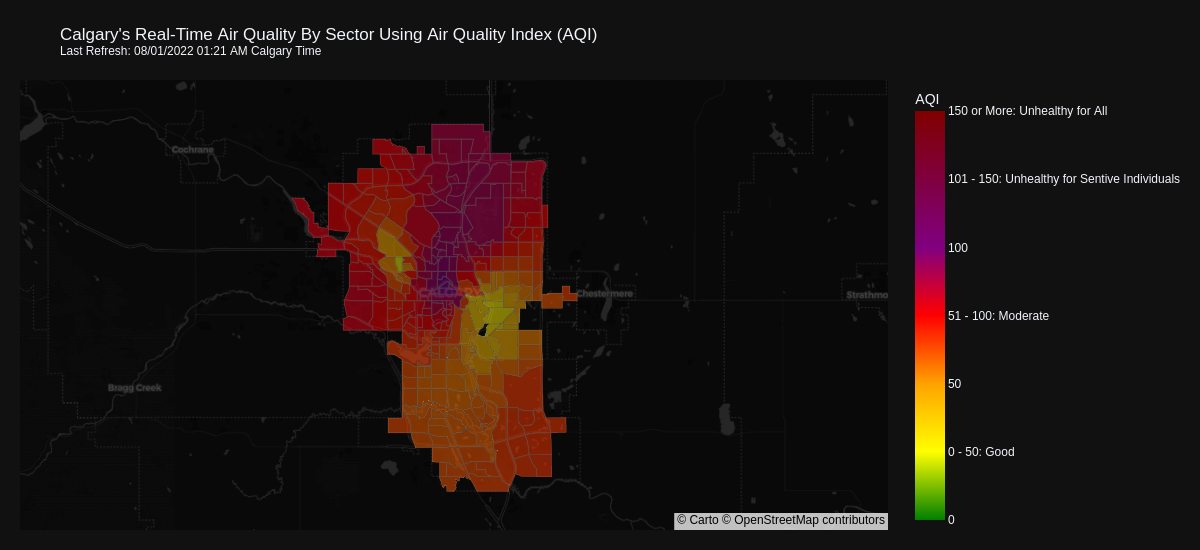 Calgary's Real-Time Air Quality By Sector Using Air Quality Index (AQI)
Last Refresh: 08/01/2022 01:21 AM Calgary Time
AQI
150 or More: Unhealthy for All
Cochrane
101 - 150: Unhealthy for Sentive Individuals
100
Chestermere
Strathmo
51 - 100: Moderate
50
Bragg Creek
0 - 50: Good
0
© Carto © OpenStreetMap contributors